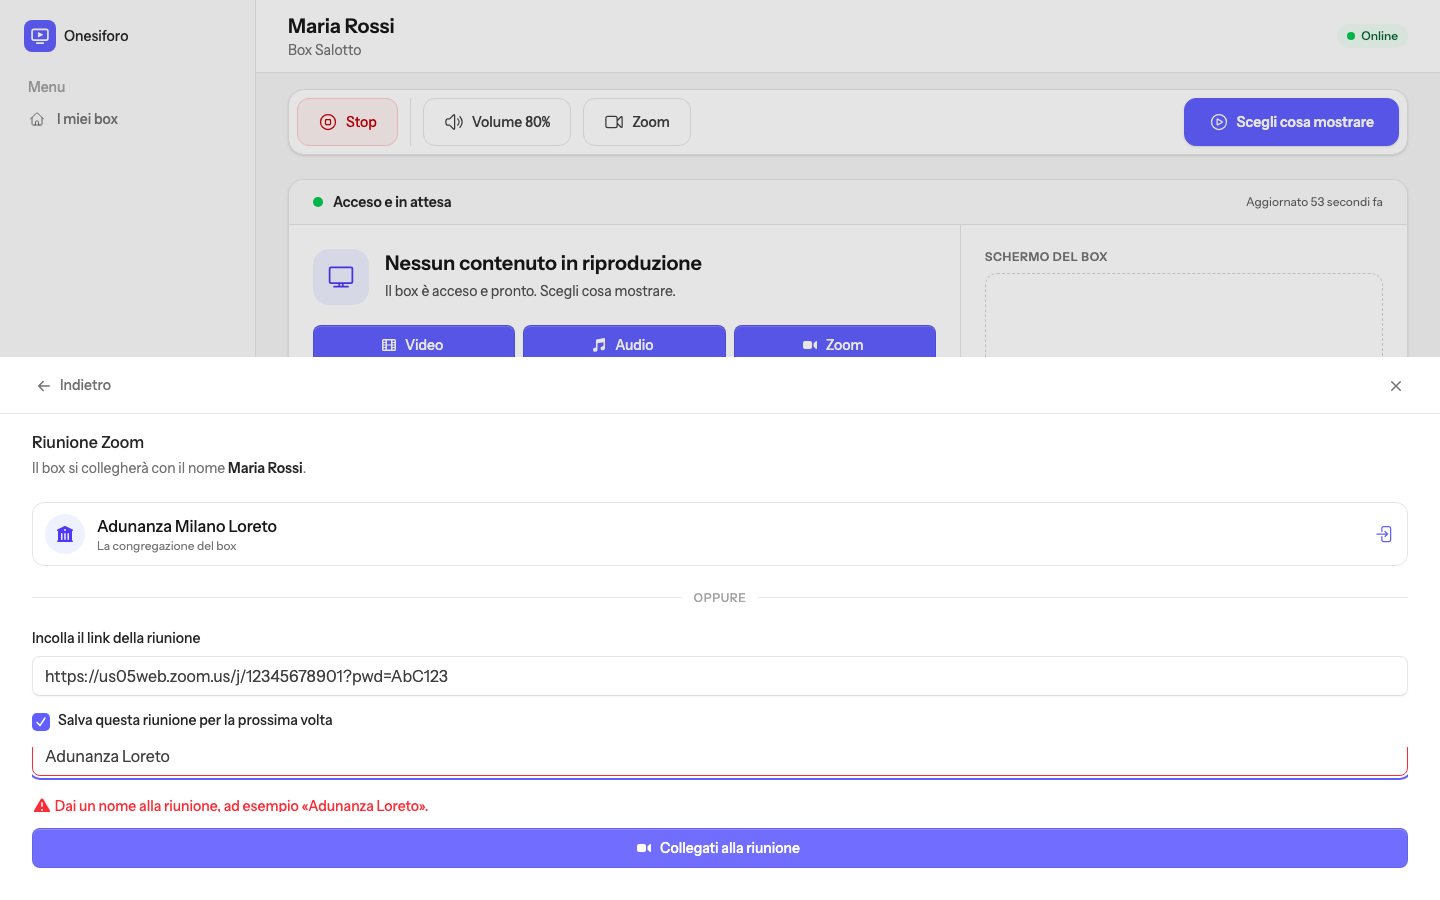 Onesiforo
Menu
I miei box
Maria Rossi
Box Salotto
Online
Stop
Volume 80%
Zoom
Scegli cosa mostrare
Acceso e in attesa
Aggiornato 53 secondi fa
Nessun contenuto in riproduzione
Il box è acceso e pronto. Scegli cosa mostrare.
Video
Audio
Zoom
SCHERMO DEL BOX
Indietro
Riunione Zoom
Il box si collegherà con il nome Maria Rossi.
Adunanza Milano Loreto
La congregazione del box
OPPURE
Incolla il link della riunione
https://us05web.zoom.us/j/12345678901?pwd=AbC123
Salva questa riunione per la prossima volta
Adunanza Loreto
Dai un nome alla riunione, ad esempio «Adunanza Loreto».
Collegati alla riunione